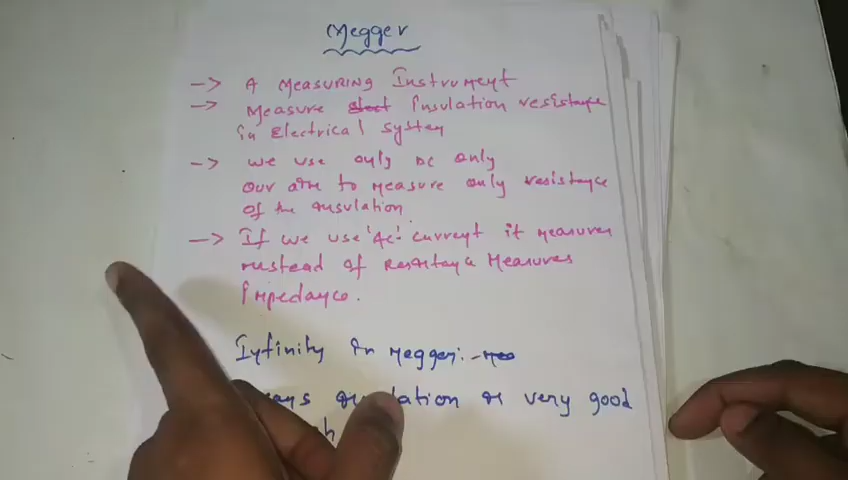 Megger
→ A Measuring Instrument
→ Measure Insulation resistance
in Electrical System
→ We use only DC only
Our aim to measure only resistance
of the insulation
→ If we use 'AC' current it measures
instead of Resistance Measures
Impedance.
Infinity in Megger:-
lation is very good